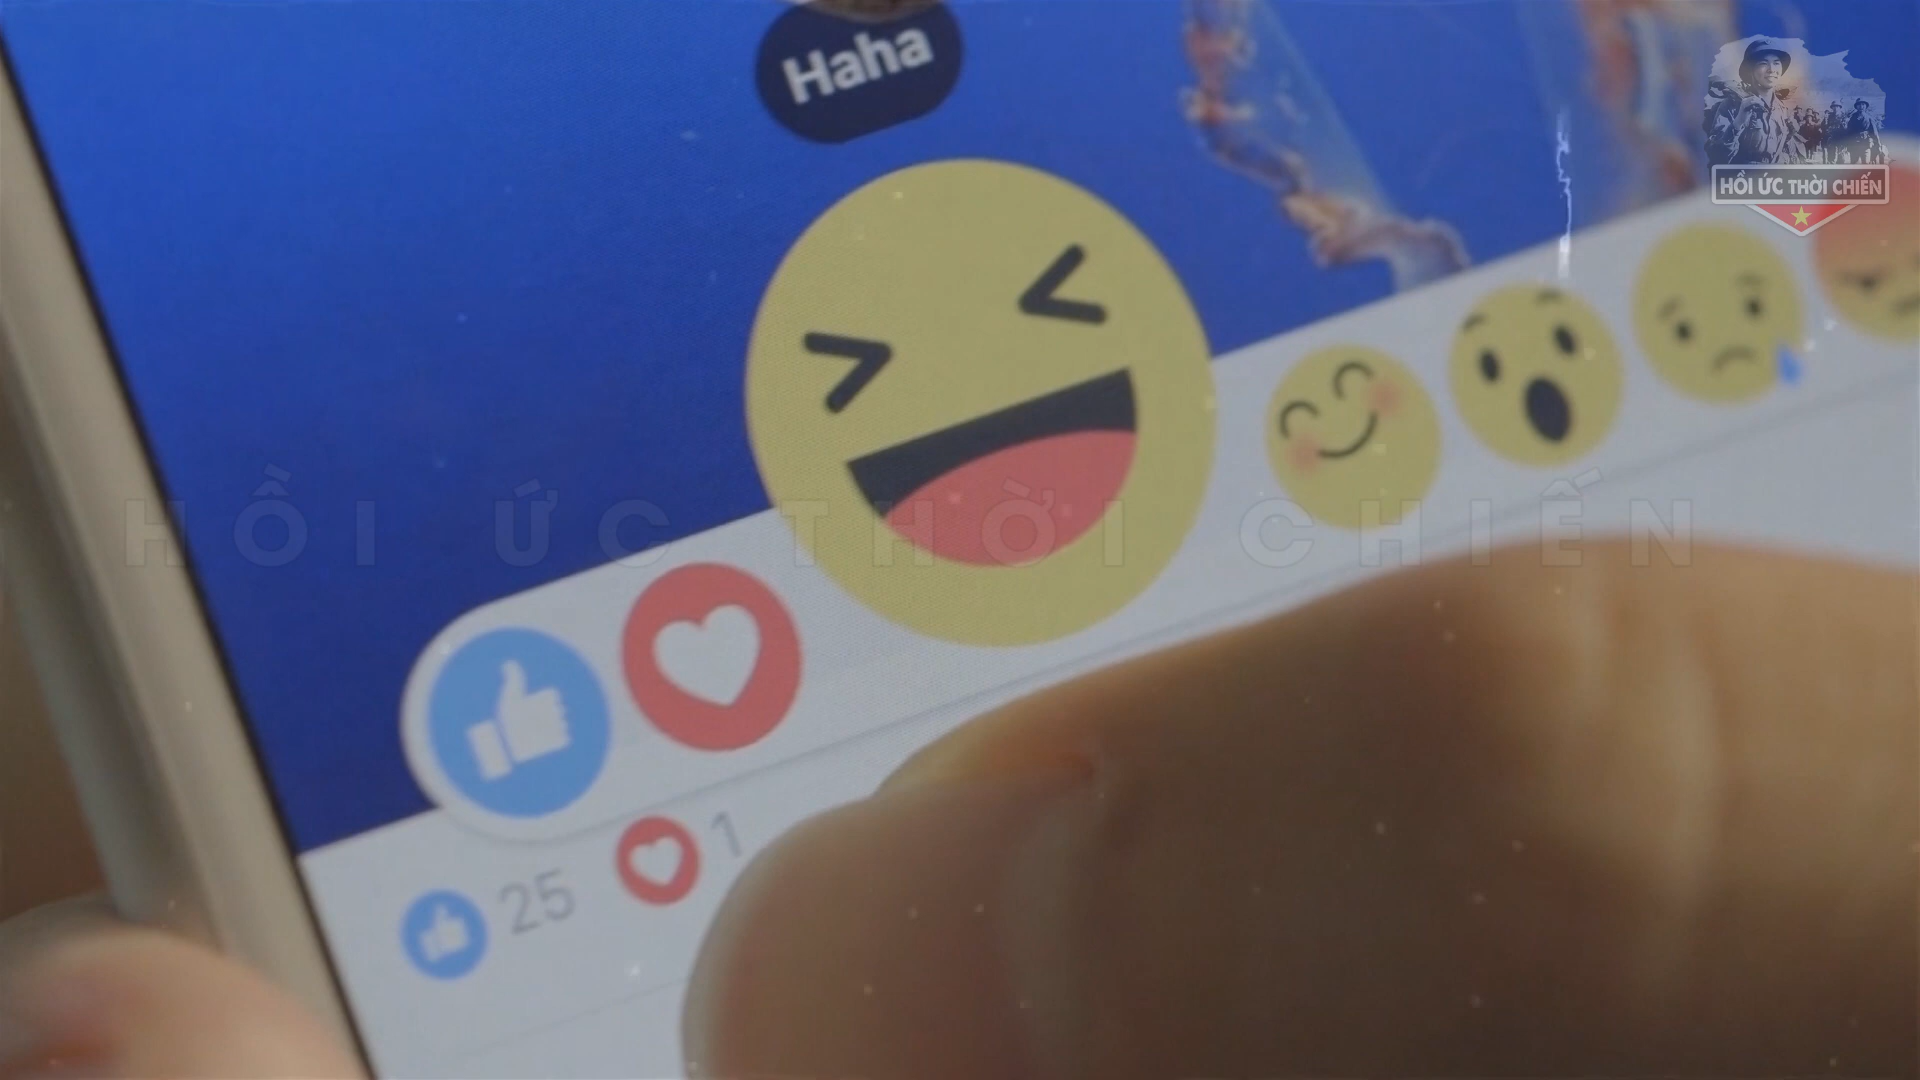 Haha
HỒI ỨC THỜI CHIẾN
HỒI ỨC THỜI CHIẾN
25
1